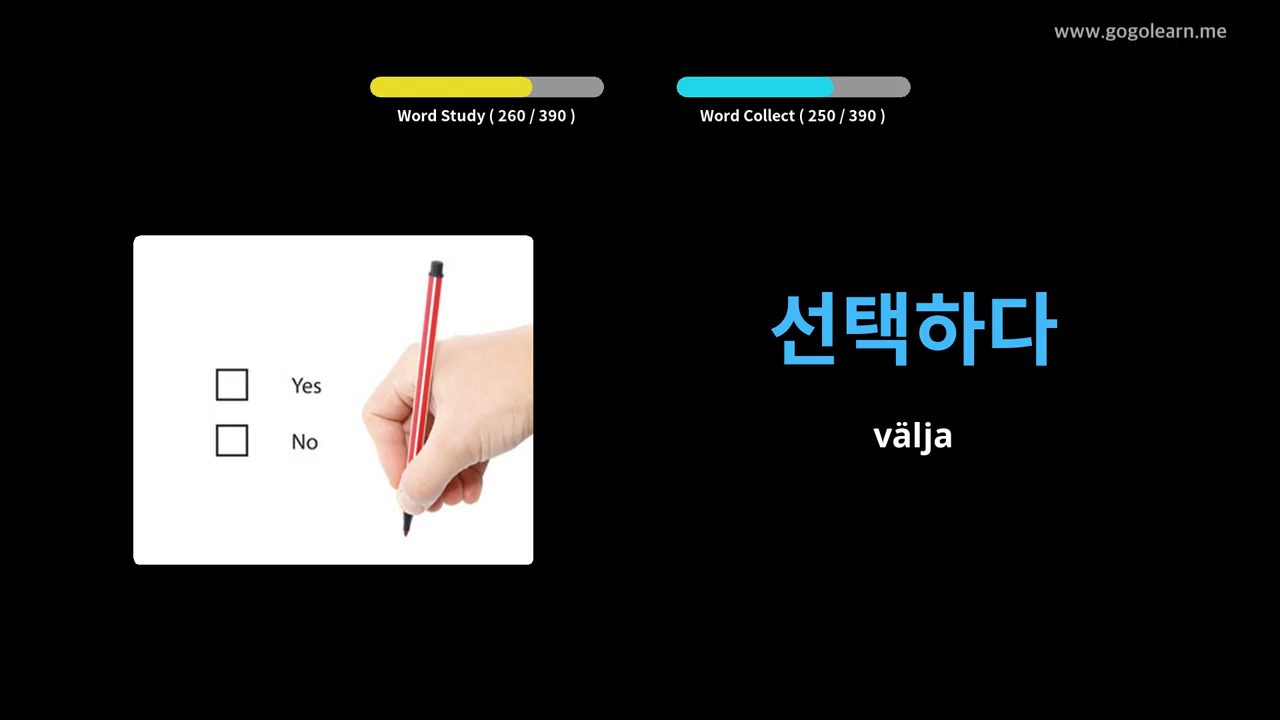 www.gogolearn.me
Word Study ( 260 / 390 )
Word Collect ( 250 / 390 )
Yes
No
선택하다
välja